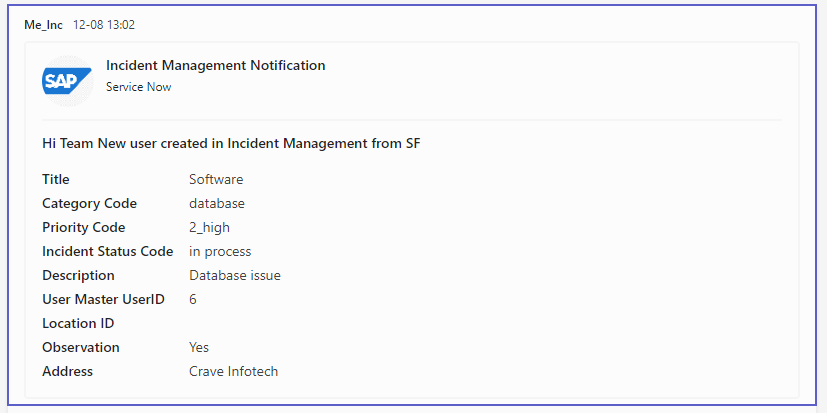 Me_Inc 12-08 13:02
SAP
Incident Management Notification
Service Now
Hi Team New user created in Incident Management from SF
Title Software
Category Code database
Priority Code 2_high
Incident Status Code in process
Description Database issue
User Master UserID 6
Location ID
Observation Yes
Address Crave Infotech